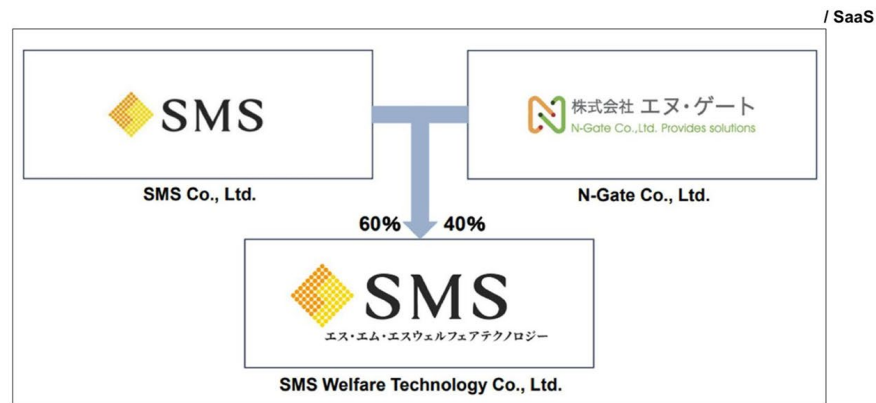 / SaaS
SMS
株式会社 エヌ・ゲート
N-Gate Co.,Ltd. Provides solutions
SMS Co., Ltd.
N-Gate Co., Ltd.
60%
40%
SMS
エス・エム・エスウェルフェアテクノロジー
SMS Welfare Technology Co., Ltd.